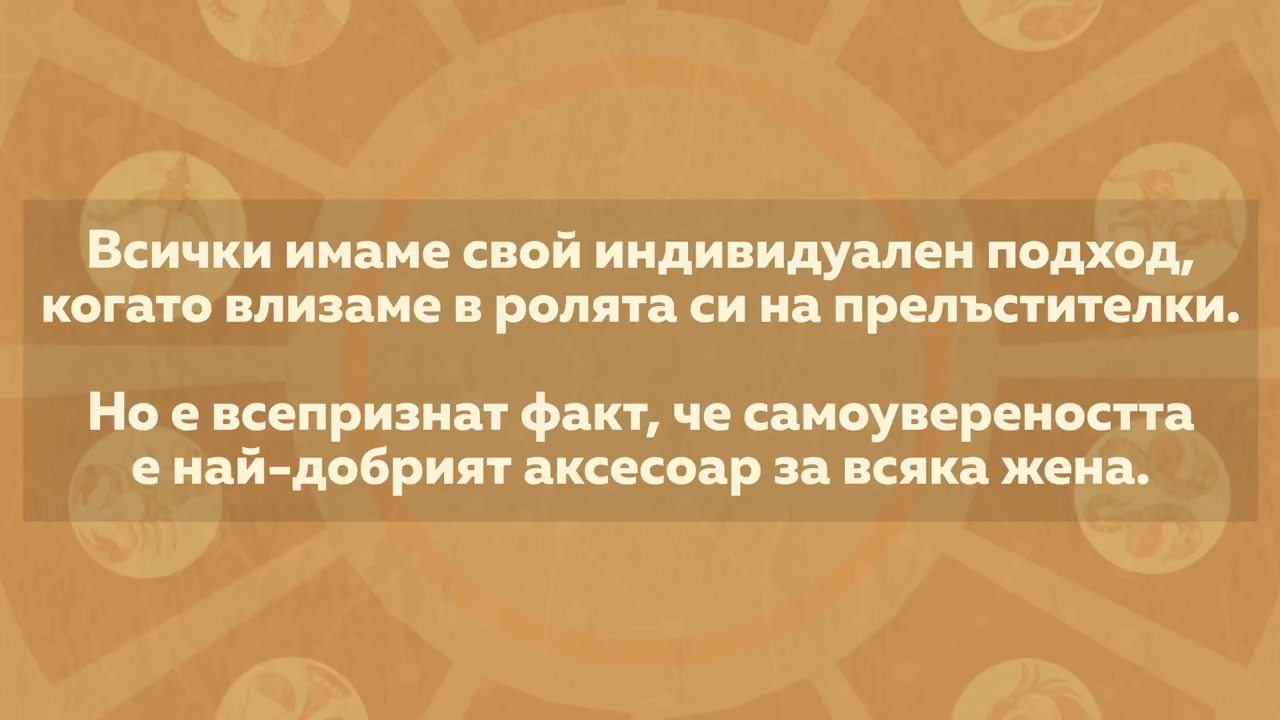 Всички имаме свой индивидуален подход,
когато влизаме в ролята си на прелъстителки.
Но е всепризнат факт, че самоувереността
е най-добрият аксесоар за всяка жена.